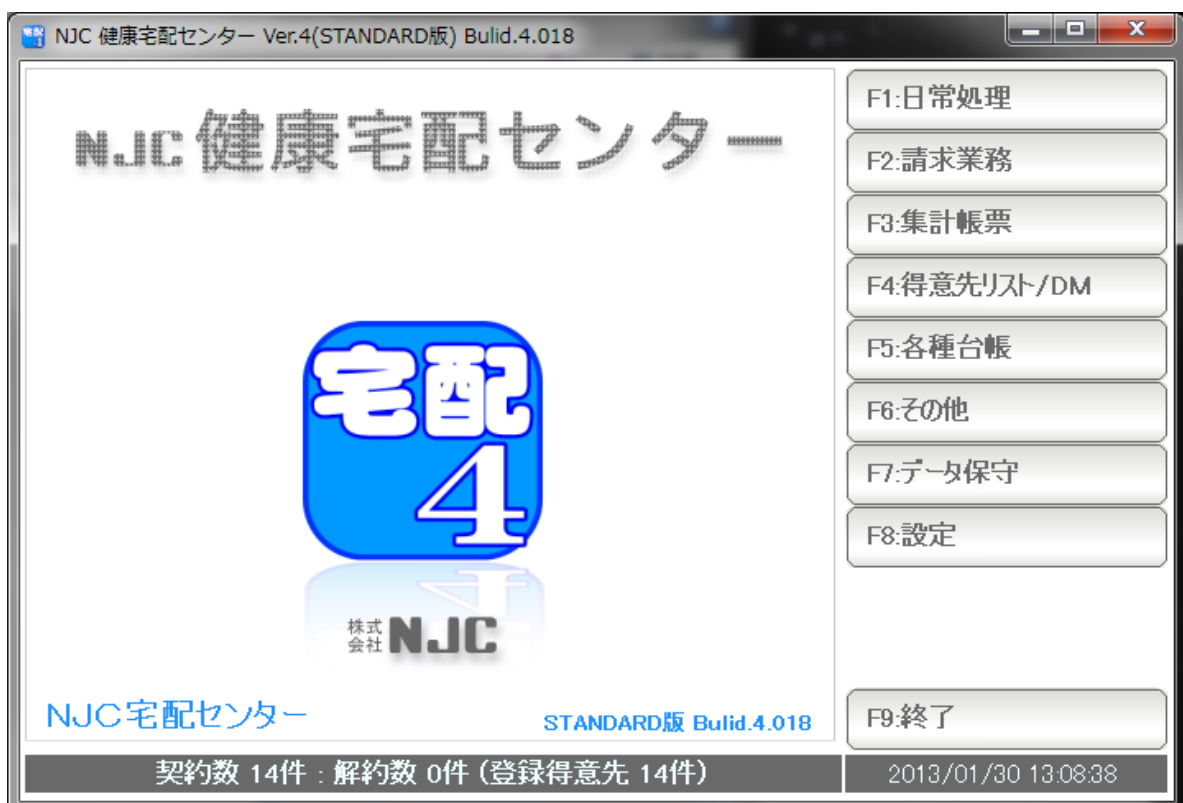 NJC 健康宅配センター Ver.4(STANDARD版) Bulid.4.018
NJC 健康宅配センター
宅配
4
株式
会社 NJC
NJC宅配センター
STANDARD版 Bulid.4.018
F1:日常処理
F2:請求業務
F3:集計帳票
F4:得意先リスト/DM
F5:各種台帳
F6:その他
F7:データ保守
F8:設定
F9:終了
契約数 14件 : 解約数 0件 (登録得意先 14件)
2013/01/30 13:08:38